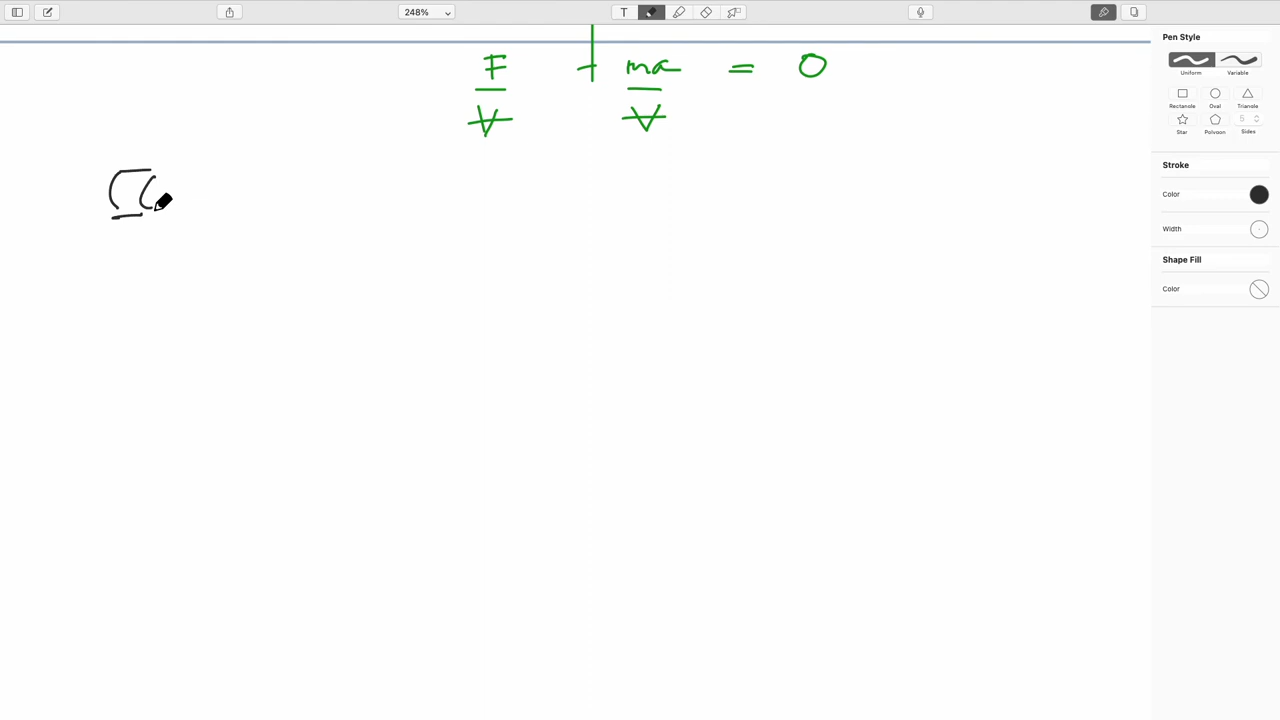 248%
T
F + ma = 0
V V
Pen Style
Uniform Variable
Rectangle Oval Triangle
Star Polygon 5 Sides
Stroke
Color
Width
Shape Fill
Color